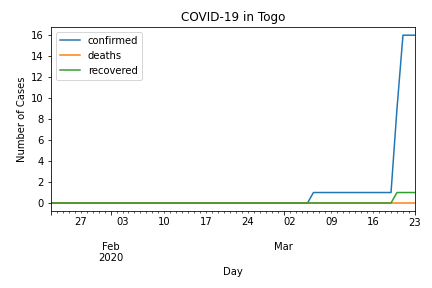 COVID-19 in Togo
confirmed
deaths
recovered
Number of Cases
16
14
12
10
8
6
4
2
0
27 03 10 17 24 02 09 16 23
Feb Mar
2020
Day